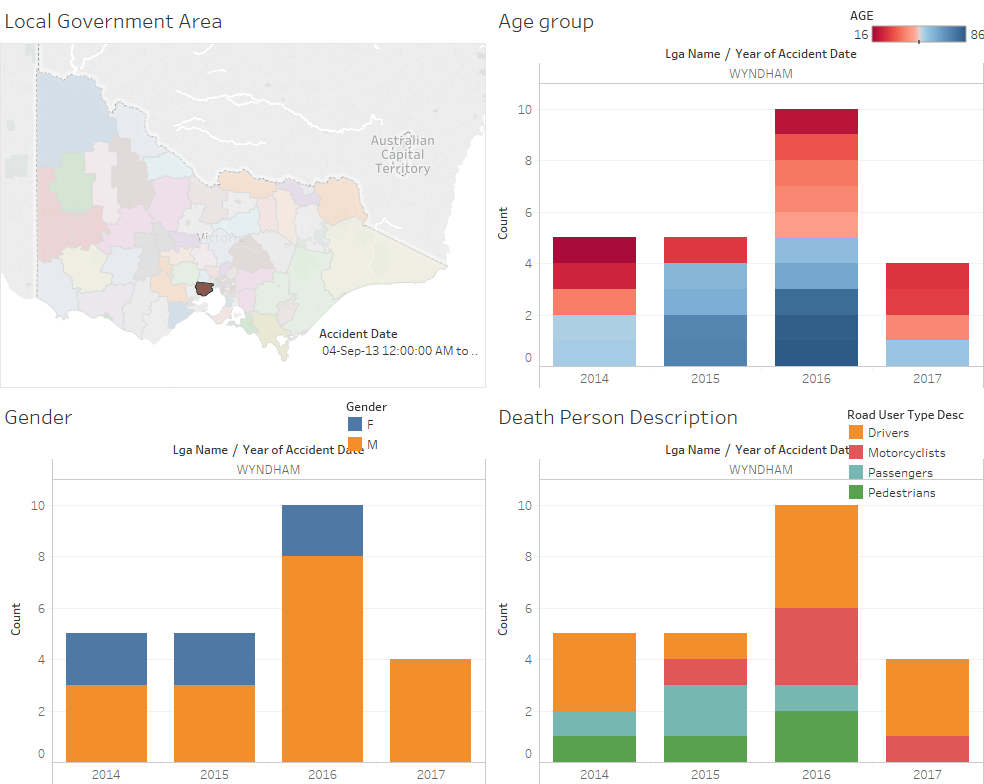 Local Government Area
Australian
Capital
Territory
Victoria
Accident Date
04-Sep-13 12:00:00 AM to ..
Age group
AGE
16
86
Lga Name / Year of Accident Date
WYNDHAM
Count
10
8
6
4
2
0
2014
2015
2016
2017
Gender
Gender
F
M
Lga Name / Year of Accident Date
WYNDHAM
Count
10
8
6
4
2
0
2014
2015
2016
2017
Death Person Description
Road User Type Desc
Drivers
Motorcyclists
Passengers
Pedestrians
Lga Name / Year of Accident Dat
WYNDHAM
Count
10
8
6
4
2
0
2014
2015
2016
2017